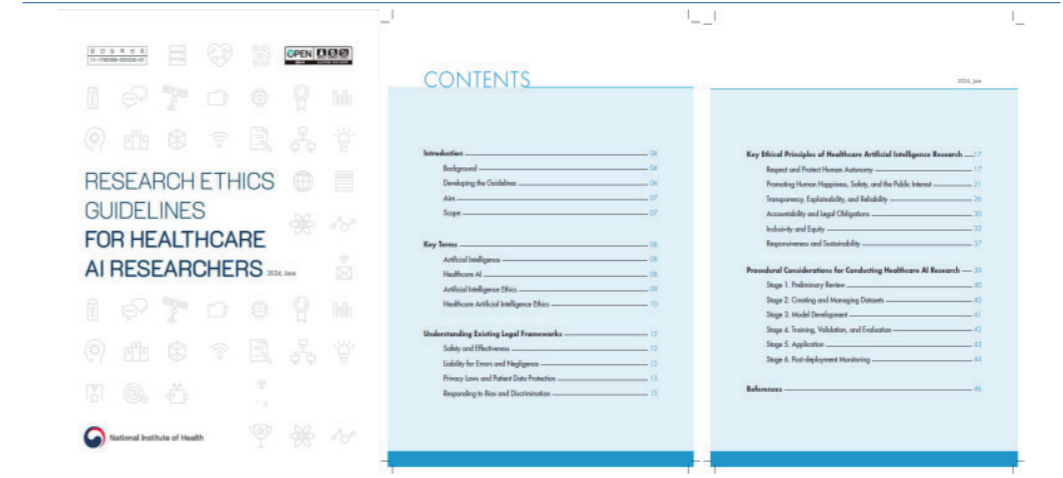 OPEN
RESEARCH ETHICS
GUIDELINES
FOR HEALTHCARE
AI RESEARCHERS 2024, June
National Institute of Health
CONTENTS
Introduction 04
Background 04
Developing the Guidelines 06
Aim 07
Scope 07
Key Terms 08
Artificial Intelligence 08
Healthcare AI 08
Artificial Intelligence Ethics 09
Healthcare Artificial Intelligence Ethics 10
Understanding Existing Legal Frameworks 12
Safety and Effectiveness 12
Liability for Errors and Negligence 12
Privacy Laws and Patient Data Protection 13
Responding to Bias and Discrimination 15
2024, June
Key Ethical Principles of Healthcare Artificial Intelligence Research 17
Respect and Protect Human Autonomy 17
Promoting Human Happiness, Safety, and the Public Interest 21
Transparency, Explainability, and Reliability 26
Accountability and Legal Obligations 30
Inclusivity and Equity 32
Responsiveness and Sustainability 37
Procedural Considerations for Conducting Healthcare AI Research 39
Stage 1. Preliminary Review 40
Stage 2. Creating and Managing Datasets 40
Stage 3. Model Development 41
Stage 4. Training, Validation, and Evaluation 42
Stage 5. Application 43
Stage 6. Post-deployment Monitoring 44
References 46